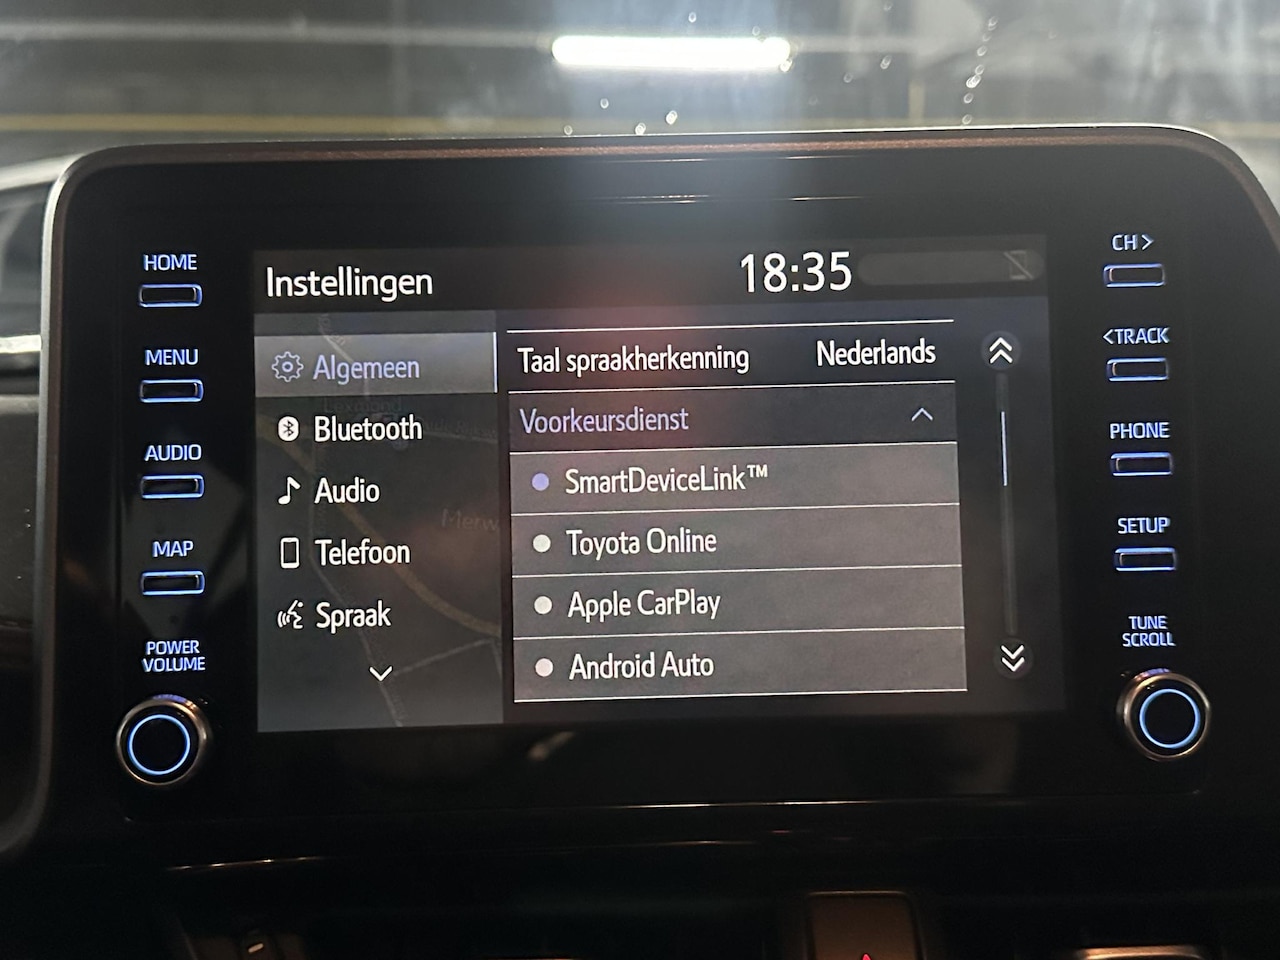 HOME
MENU
AUDIO
MAP
POWER
VOLUME
Instellingen
18:35
Algemeen
Bluetooth
Audio
Telefoon
Spraak
Taal spraakherkenning Nederlands
Voorkeursdienst
SmartDeviceLink™
Toyota Online
Apple CarPlay
Android Auto
CH >
< TRACK
PHONE
SETUP
TUNE
SCROLL